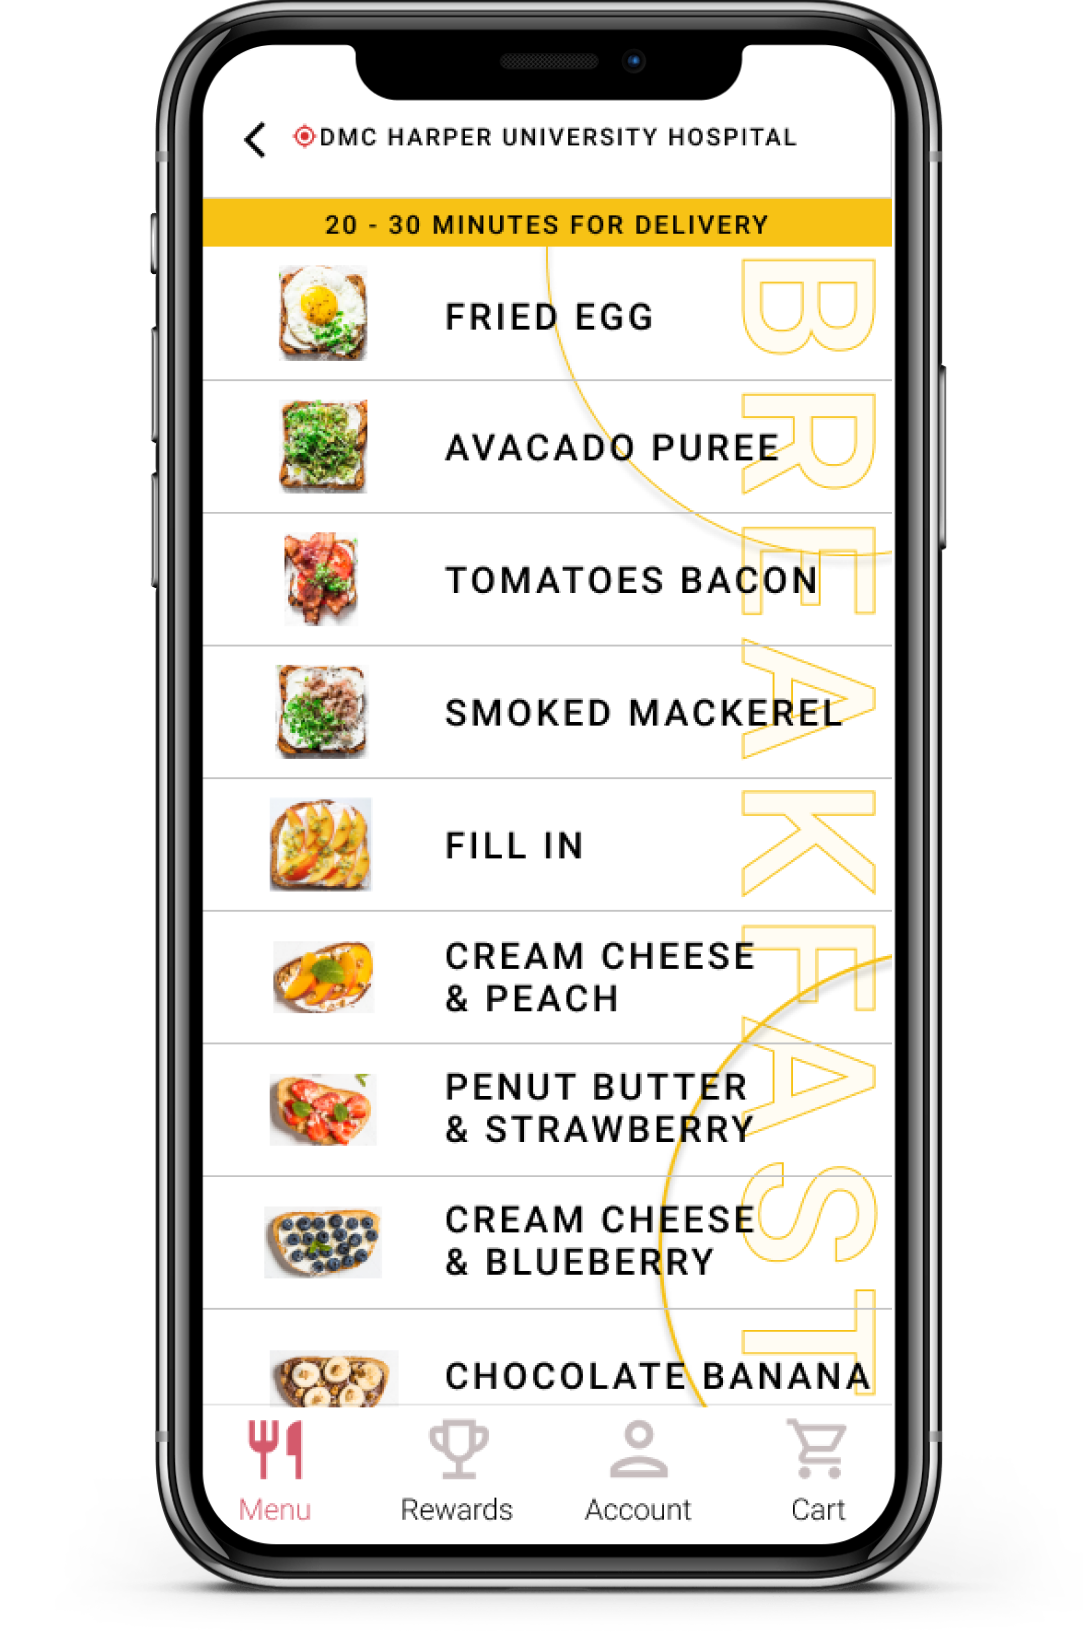 DMC HARPER UNIVERSITY HOSPITAL
20 - 30 MINUTES FOR DELIVERY
BREAKFAST
FRIED EGG
AVACADO PUREE
TOMATOES BACON
SMOKED MACKEREL
FILL IN
CREAM CHEESE
& PEACH
PENUT BUTTER
& STRAWBERRY
CREAM CHEESE
& BLUEBERRY
CHOCOLATE BANANA
Menu
Rewards
Account
Cart